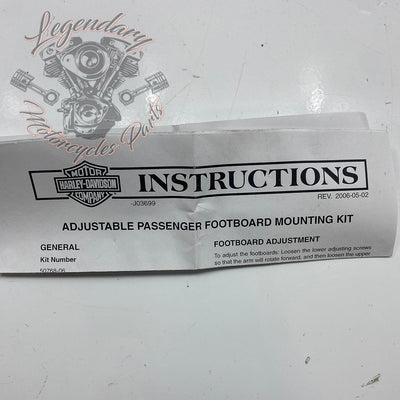 Legendary
Motorcycles Parts
MOTOR
HARLEY-DAVIDSON
COMPANY
INSTRUCTIONS
-J03699
REV. 2006-05-02
ADJUSTABLE PASSENGER FOOTBOARD MOUNTING KIT
GENERAL
Kit Number
50768-06
FOOTBOARD ADJUSTMENT
To adjust the footboards: Loosen the lower adjusting screws
so that the arm will rotate forward, and then loosen the upper